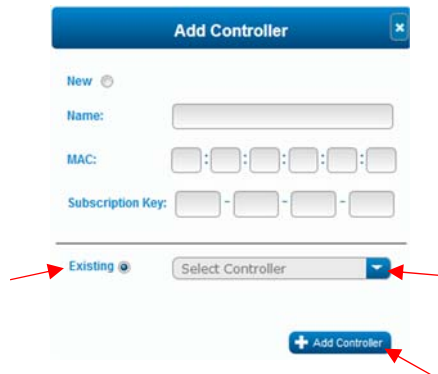 Add Controller ×
New
Name:
MAC: : : : : :
Subscription Key: - - -
Existing Select Controller
+ Add Controller